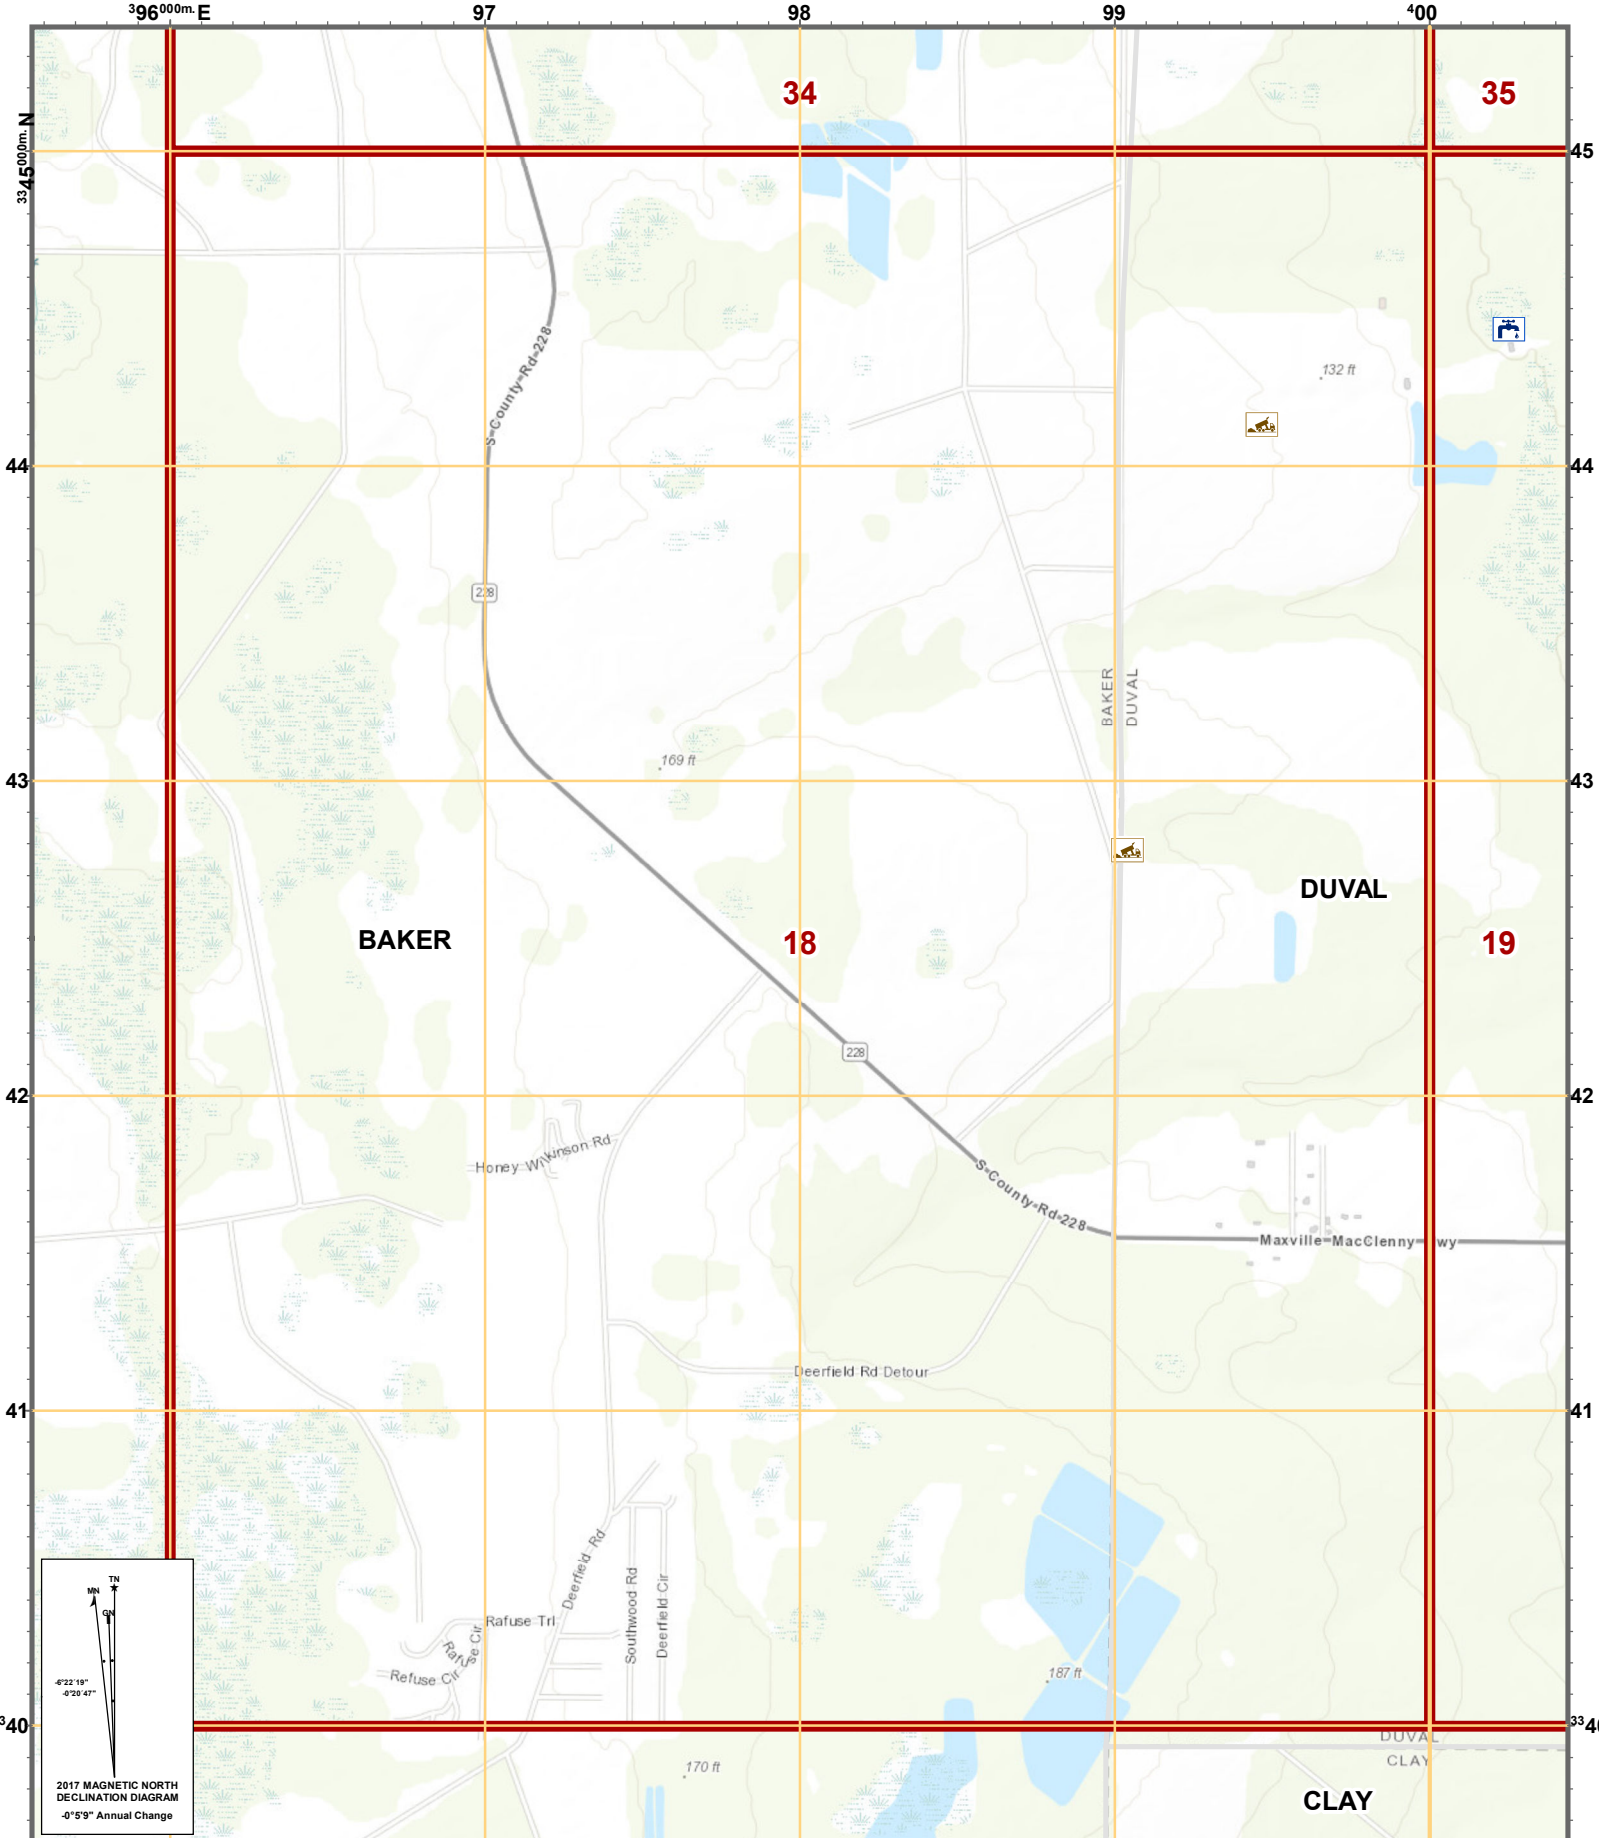 396000m. E 97 98 99 400
34 35
3345000m. N 45
S-County-Rd-228
132 ft
44 44
228
BAKER
DUVAL
169 ft
43 43
DUVAL
BAKER 18 19
228
42 42
Honey Wilkinson Rd
S-County-Rd-228
Maxville MacClenny wy
Deerfield Rd Detour
41 41
Deerfield Rd
Southwood Rd
Deerfield Cir
TN
MN
GN
Rafuse Trl
Rafuse Cir
Refuse Cir
187 ft
-6°22'19"
-0°20'47"
340 334
DUVAL
CLAY
170 ft
2017 MAGNETIC NORTH
DECLINATION DIAGRAM
-0°5'9" Annual Change
CLAY